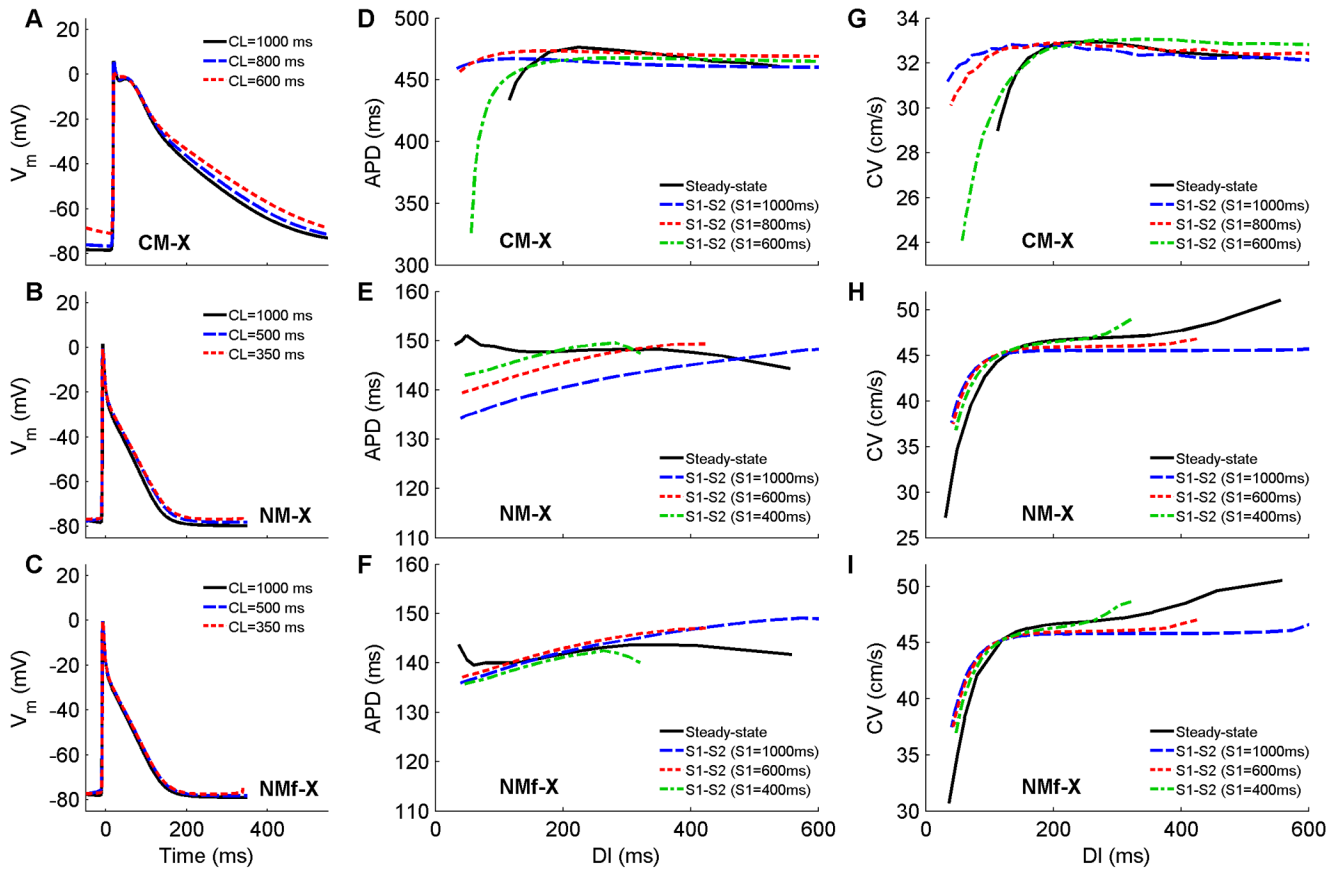 A
20
0
-20
-40
-60
-80
Vm (mV)
CL=1000 ms
CL=800 ms
CL=600 ms
CM-X
D
500
460
420
380
340
300
APD (ms)
Steady-state
S1-S2 (S1=1000ms)
S1-S2 (S1=800ms)
S1-S2 (S1=600ms)
CM-X
G
34
32
30
28
26
24
CV (cm/s)
Steady-state
S1-S2 (S1=1000ms)
S1-S2 (S1=800ms)
S1-S2 (S1=600ms)
CM-X
B
20
0
-20
-40
-60
-80
Vm (mV)
CL=1000 ms
CL=500 ms
CL=350 ms
NM-X
E
160
150
140
130
120
110
APD (ms)
Steady-state
S1-S2 (S1=1000ms)
S1-S2 (S1=600ms)
S1-S2 (S1=400ms)
NM-X
H
50
45
40
35
30
25
CV (cm/s)
Steady-state
S1-S2 (S1=1000ms)
S1-S2 (S1=600ms)
S1-S2 (S1=400ms)
NM-X
C
20
0
-20
-40
-60
-80
Vm (mV)
CL=1000 ms
CL=500 ms
CL=350 ms
NMf-X
0 200 400
Time (ms)
F
160
150
140
130
120
110
APD (ms)
Steady-state
S1-S2 (S1=1000ms)
S1-S2 (S1=600ms)
S1-S2 (S1=400ms)
NMf-X
0 200 400 600
DI (ms)
I
50
45
40
35
30
CV (cm/s)
Steady-state
S1-S2 (S1=1000ms)
S1-S2 (S1=600ms)
S1-S2 (S1=400ms)
NMf-X
0 200 400 600
DI (ms)